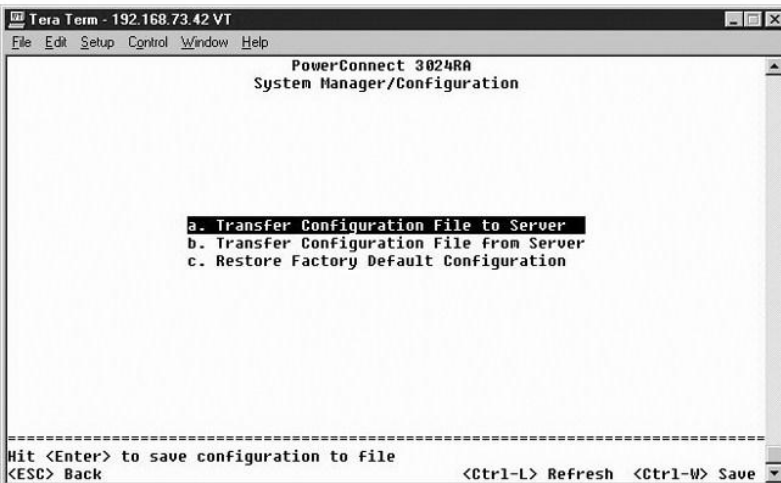 Tera Term - 192.168.73.42 VT
File Edit Setup Control Window Help
PowerConnect 3024RA
System Manager/Configuration
a. Transfer Configuration File to Server
b. Transfer Configuration File from Server
c. Restore Factory Default Configuration
================================================================================
Hit <Enter> to save configuration to file
<ESC> Back <Ctrl-L> Refresh <Ctrl-W> Save